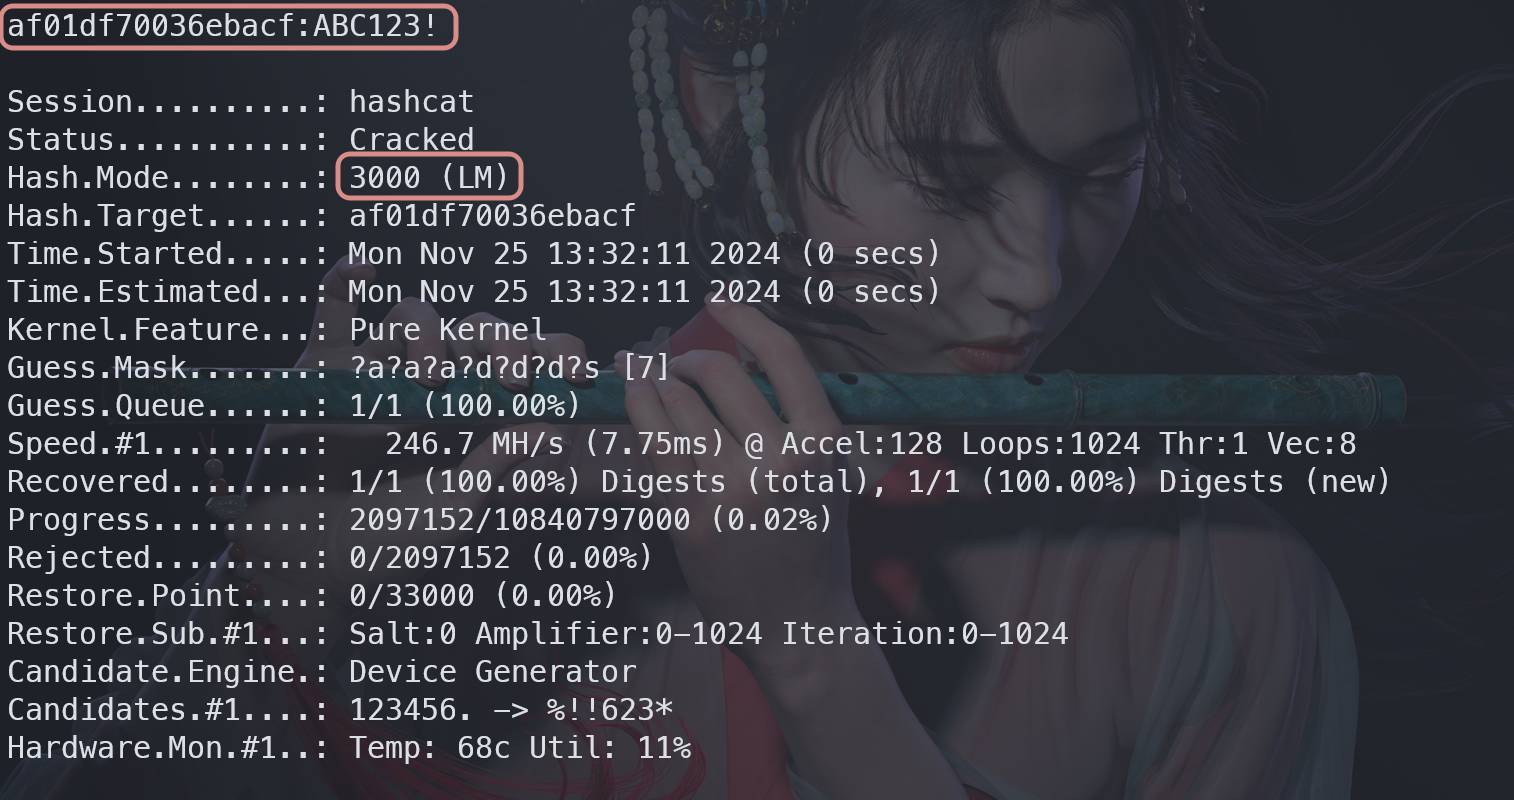 af01df70036ebacf:ABC123!
Session..........: hashcat
Status...........: Cracked
Hash.Mode........: 3000 (LM)
Hash.Target......: af01df70036ebacf
Time.Started.....: Mon Nov 25 13:32:11 2024 (0 secs)
Time.Estimated...: Mon Nov 25 13:32:11 2024 (0 secs)
Kernel.Feature...: Pure Kernel
Guess.Mask.......: ?a?a?a?d?d?d?s [7]
Guess.Queue......: 1/1 (100.00%)
Speed.#1.........:   246.7 MH/s (7.75ms) @ Accel:128 Loops:1024 Thr:1 Vec:8
Recovered........: 1/1 (100.00%) Digests (total), 1/1 (100.00%) Digests (new)
Progress.........: 2097152/10840797000 (0.02%)
Rejected.........: 0/2097152 (0.00%)
Restore.Point....: 0/33000 (0.00%)
Restore.Sub.#1...: Salt:0 Amplifier:0-1024 Iteration:0-1024
Candidate.Engine.: Device Generator
Candidates.#1....: 123456. -> %!!623*
Hardware.Mon.#1..: Temp: 68c Util: 11%